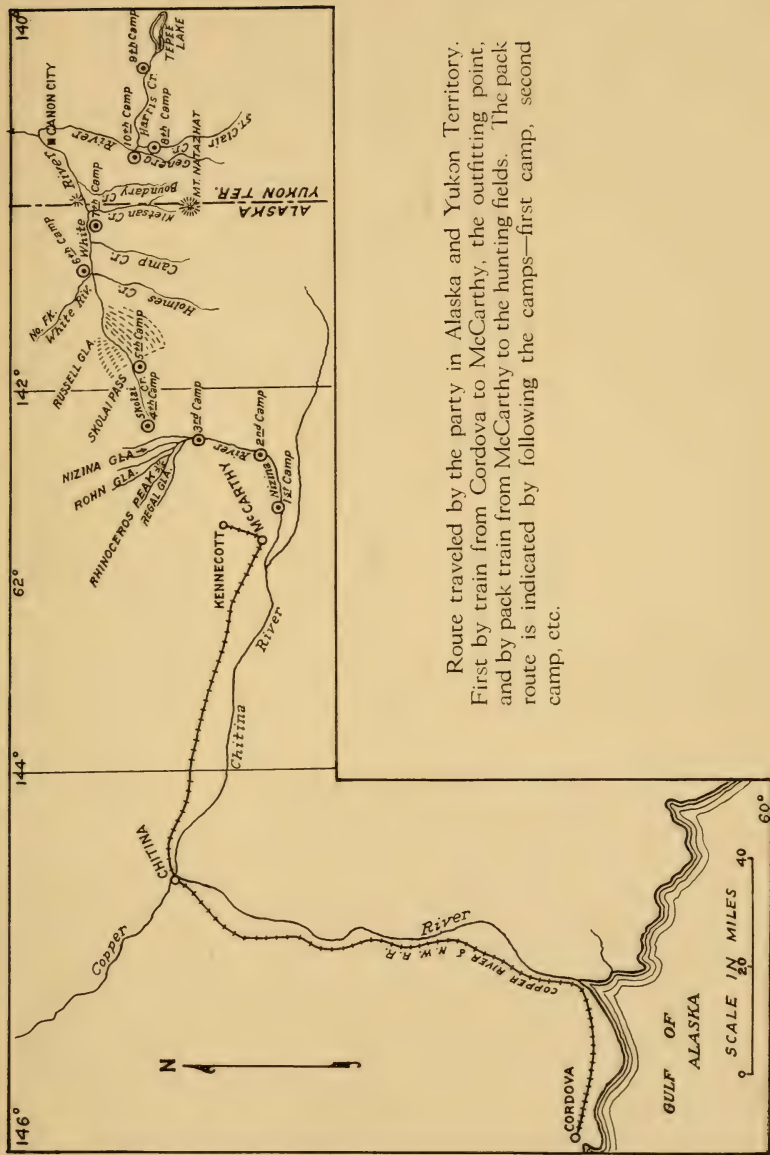 146°
144°
62°
142°
140°
N
Copper
CHITINA
Chitina
River
KENNECOTT
McCARTHY
RHINOCEROS PEAK
REGAL GLA.
ROHN GLA.
NIZINA GLA.
Nizina
River
1st Camp
2nd Camp
3rd Camp
4th Camp
Skolai
Cr.
5th Camp
SKOLAI PASS
RUSSELL GLA.
No. FK.
White Riv.
6th Camp
White
River
Holmes
Cr.
Camp
Cr.
7th Camp
Kletsan Cr.
Boundary Cr.
ALASKA
YUKON TER.
MT. NATAZHAT
CANON CITY
River
Generc
10th Camp
Harris Cr.
8th Camp
Cr.
St. Clair
9th Camp
TEPEE
LAKE
River
COPPER RIVER & N.W. R.R.
CORDOVA
GULF OF
ALASKA
SCALE IN MILES
0 20 40
60°
Route traveled by the party in Alaska and Yukon Territory.
First by train from Cordova to McCarthy, the outfitting point,
and by pack train from McCarthy to the hunting fields. The pack
route is indicated by following the camps—first camp, second
camp, etc.